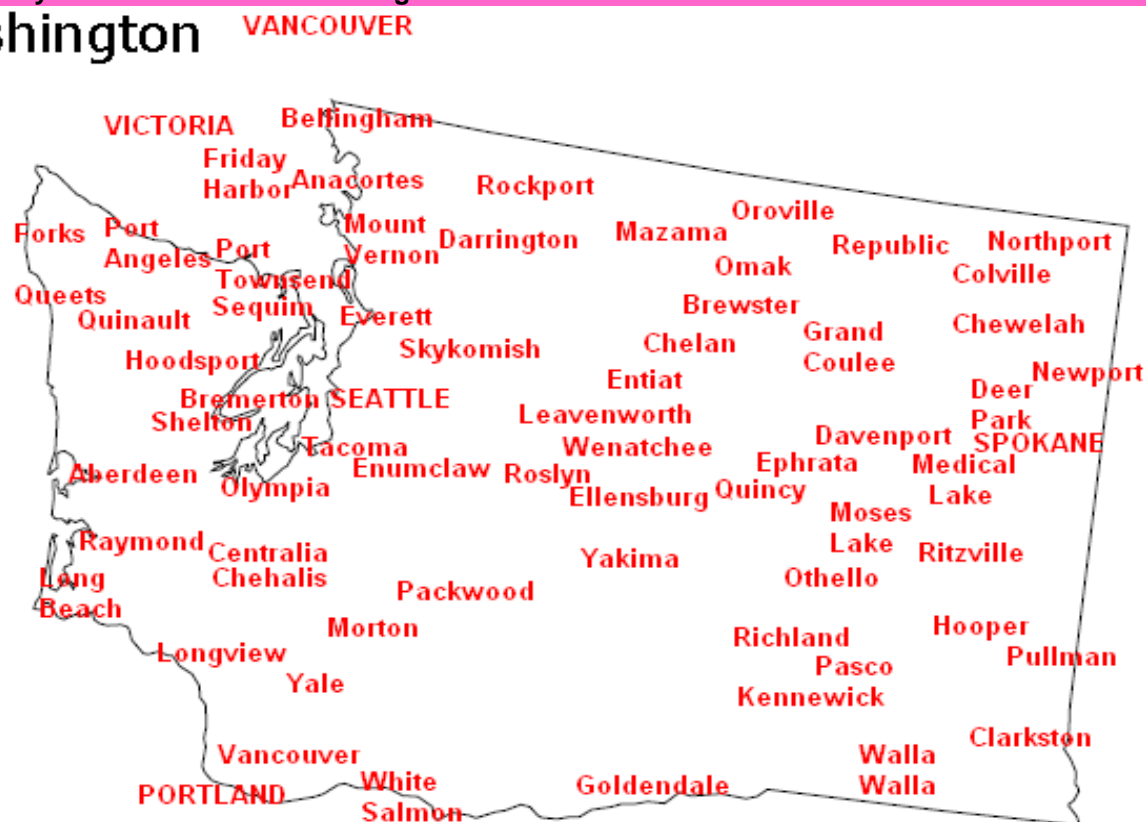 shington
VANCOUVER
VICTORIA
Bellingham
Friday
Harbor
Anacortes
Rockport
Oroville
Forks
Port
Angeles
Port
Townsend
Mount
Vernon
Darrington
Mazama
Republic
Northport
Omak
Colville
Queets
Sequim
Brewster
Quinault
Everett
Chewelah
Skykomish
Chelan
Grand
Coulee
Hoodsport
Entiat
Newport
Deer
Park
Bremerton
SEATTLE
Shelton
Leavenworth
Tacoma
Wenatchee
Davenport
SPOKANE
Aberdeen
Enumclaw
Roslyn
Ephrata
Medical
Lake
Olympia
Ellensburg
Quincy
Moses
Lake
Raymond
Centralia
Yakima
Ritzville
Long
Beach
Chehalis
Packwood
Othello
Morton
Richland
Hooper
Longview
Pasco
Pullman
Yale
Kennewick
Clarkston
Vancouver
Walla
Walla
PORTLAND
White
Salmon
Goldendale